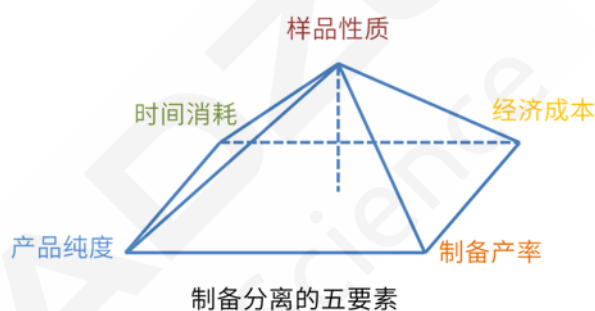 样品性质
时间消耗
经济成本
产品纯度
制备产率
制备分离的五要素